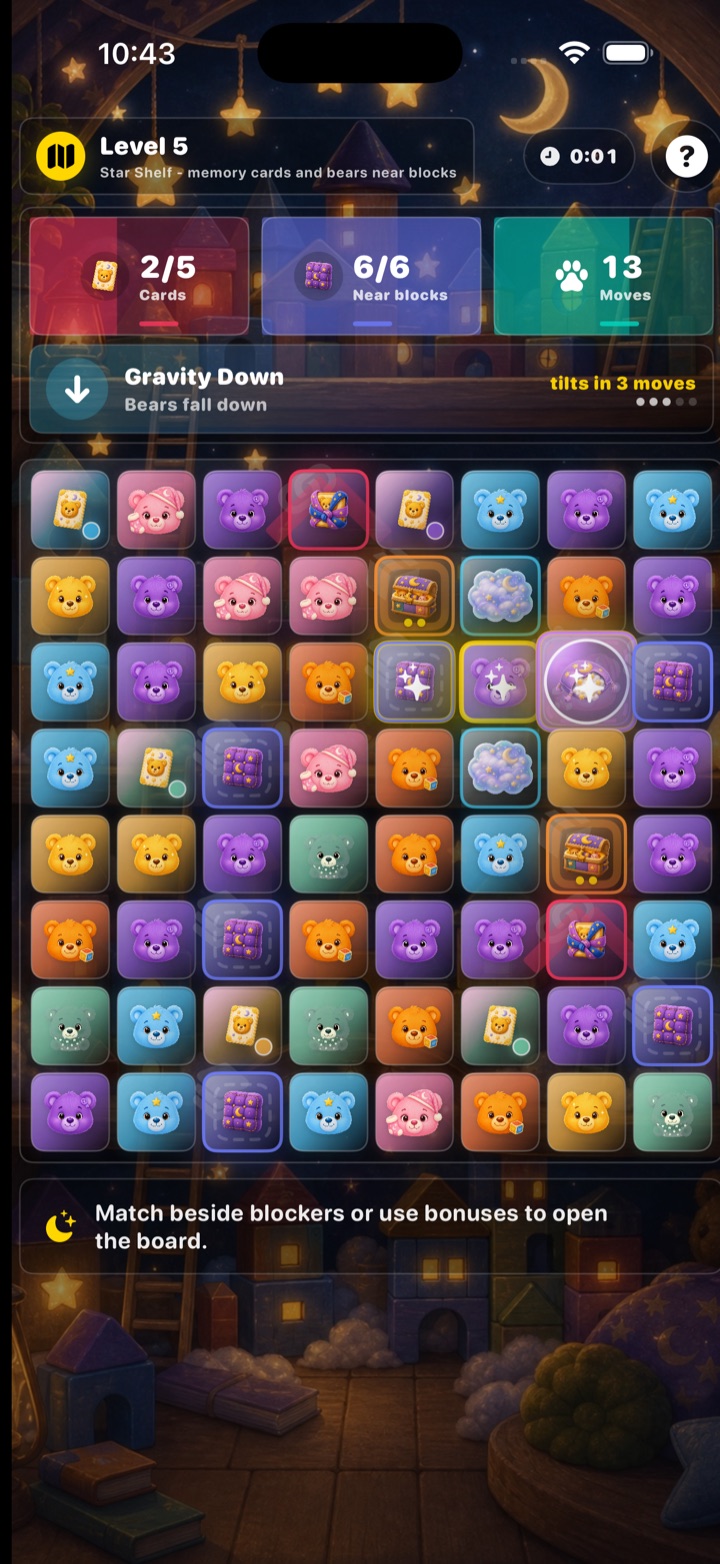 10:43
Level 5
Star Shelf - memory cards and bears near blocks
0:01
?
2/5
Cards
6/6
Near blocks
13
Moves
Gravity Down
Bears fall down
tilts in 3 moves
Match beside blockers or use bonuses to open
the board.